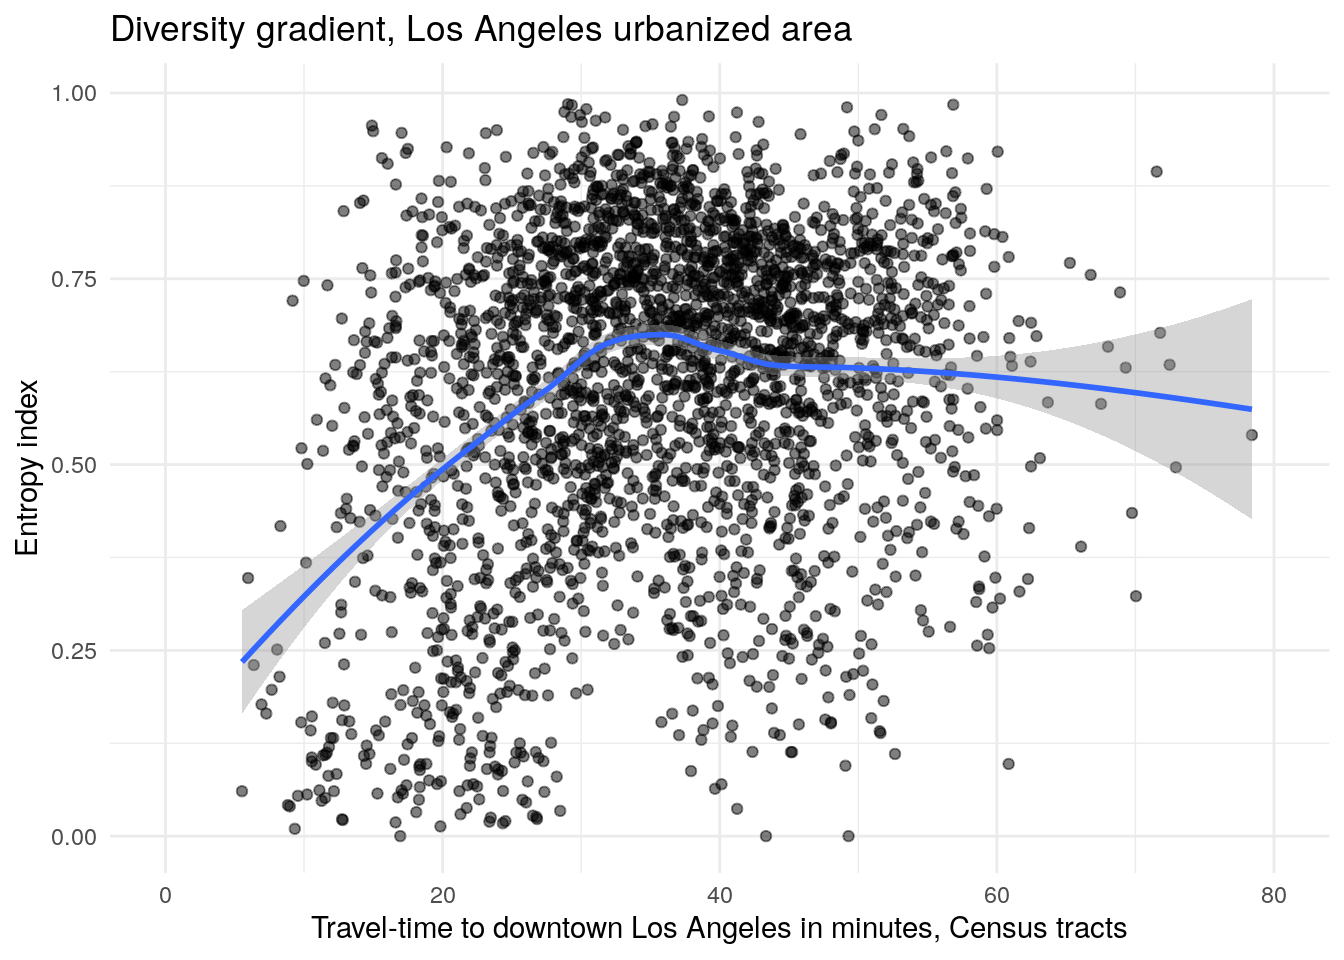 Diversity gradient, Los Angeles urbanized area
1.00
0.75
0.50
0.25
0.00
Entropy index
0 20 40 60 80
Travel-time to downtown Los Angeles in minutes, Census tracts